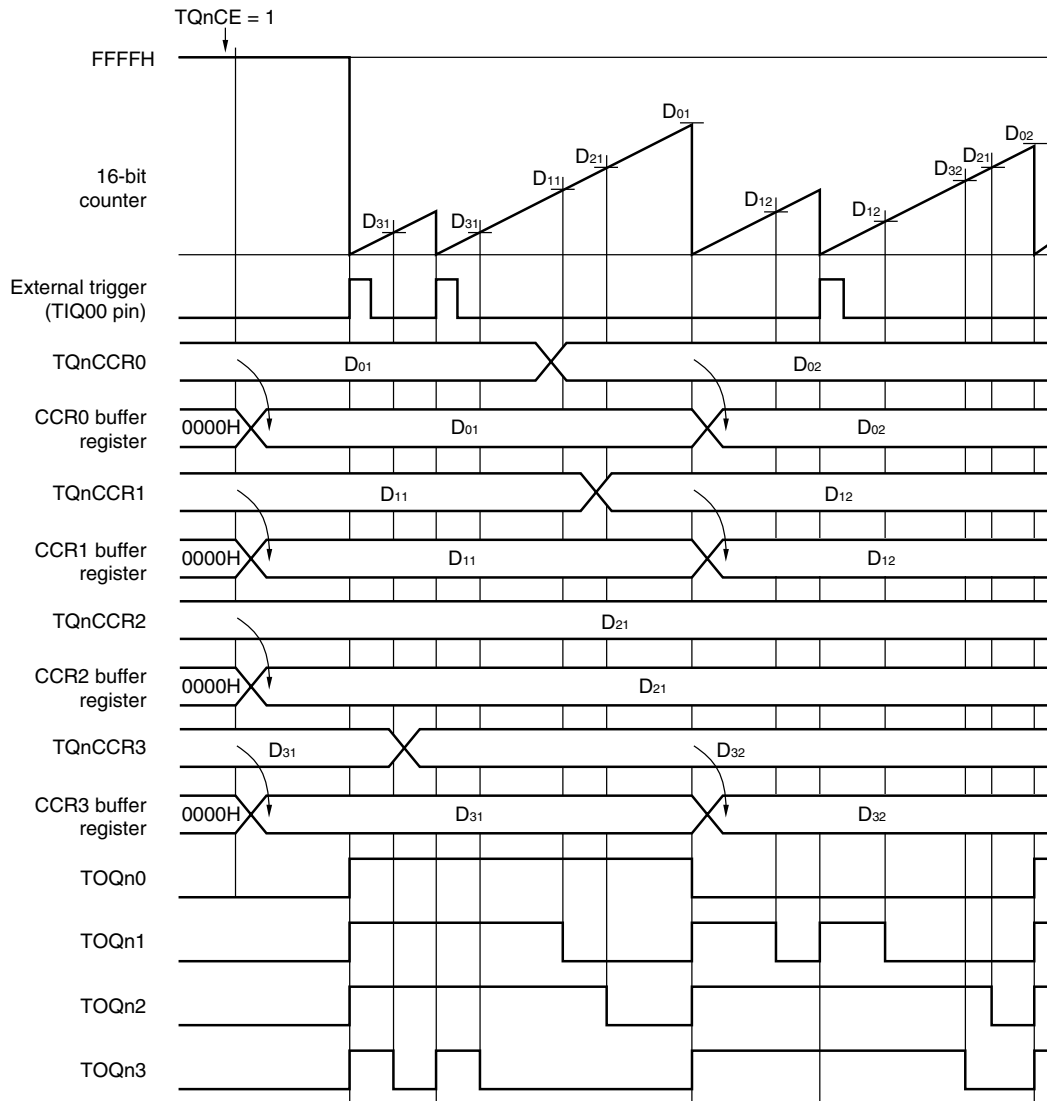 TQnCE = 1
FFFFH
16-bit
counter
D01
D21
D11
D31
D31
D12
D02
D21
D32
D12
External trigger
(TIQ00 pin)
TQnCCR0
D01
D02
CCR0 buffer
register
0000H
D01
D02
TQnCCR1
D11
D12
CCR1 buffer
register
0000H
D11
D12
TQnCCR2
D21
CCR2 buffer
register
0000H
D21
TQnCCR3
D31
D32
CCR3 buffer
register
0000H
D31
D32
TOQn0
TOQn1
TOQn2
TOQn3